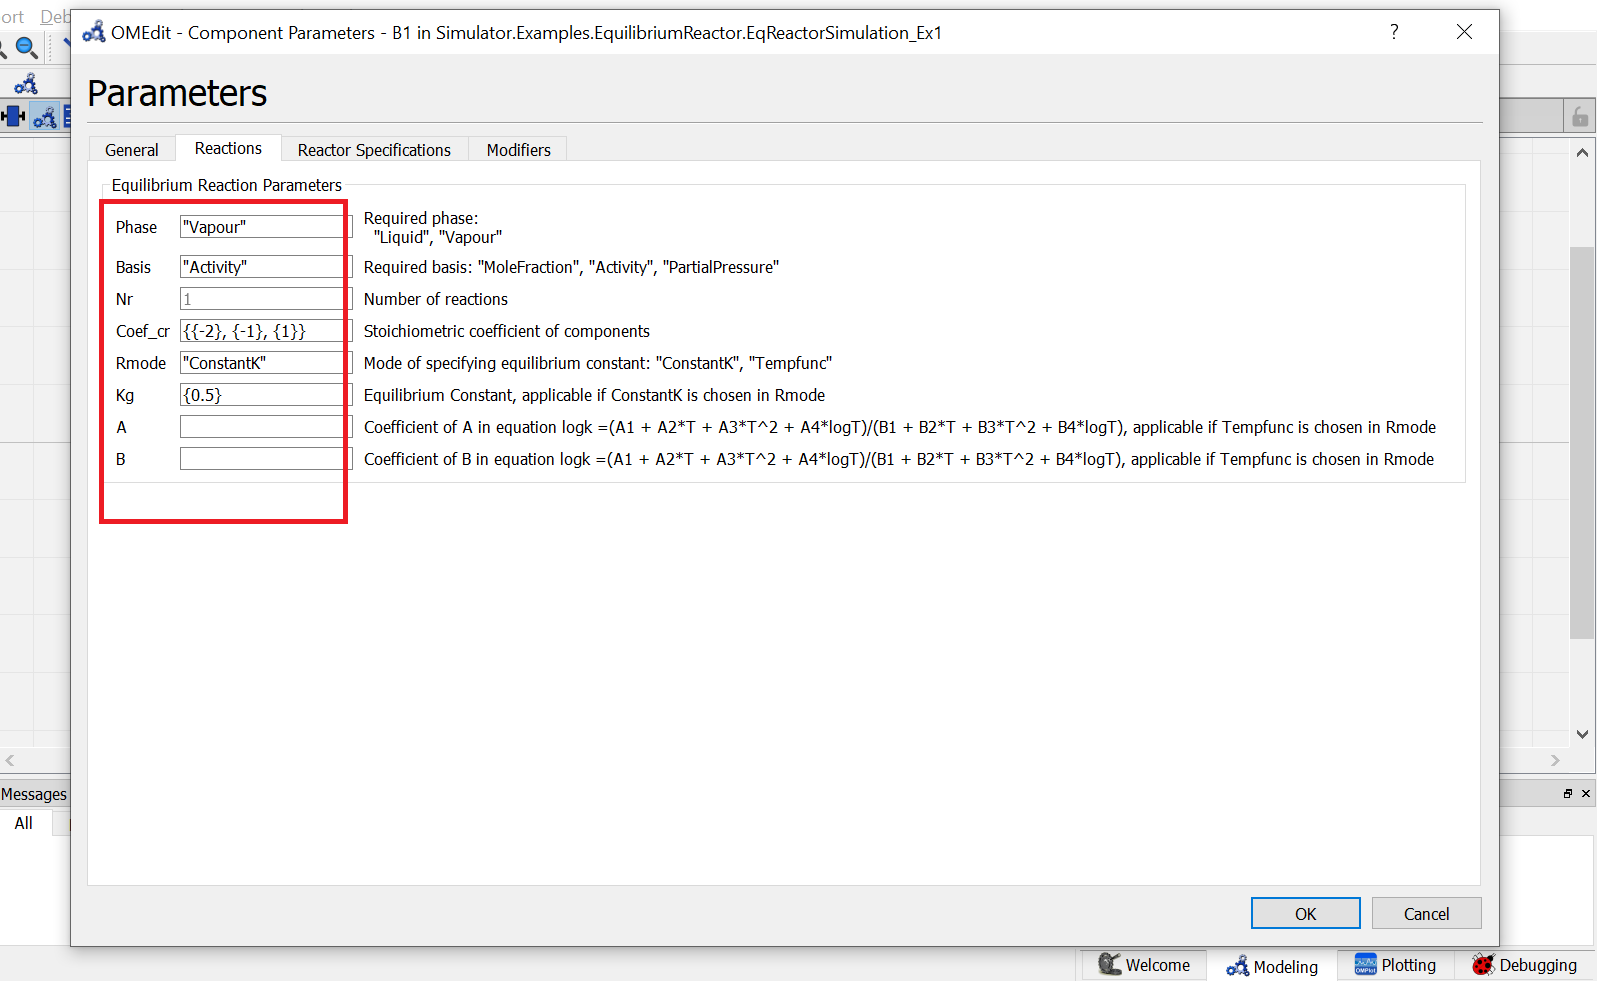 ort Deb
OMEdit - Component Parameters - B1 in Simulator.Examples.EquilibriumReactor.EqReactorSimulation_Ex1
Parameters
General Reactions Reactor Specifications Modifiers
Equilibrium Reaction Parameters
Phase "Vapour" Required phase:
"Liquid", "Vapour"
Basis "Activity" Required basis: "MoleFraction", "Activity", "PartialPressure"
Nr 1 Number of reactions
Coef_cr {{-2}, {-1}, {1}} Stoichiometric coefficient of components
Rmode "ConstantK" Mode of specifying equilibrium constant: "ConstantK", "Tempfunc"
Kg {0.5} Equilibrium Constant, applicable if ConstantK is chosen in Rmode
A Coefficient of A in equation logk =(A1 + A2*T + A3*T^2 + A4*logT)/(B1 + B2*T + B3*T^2 + B4*logT), applicable if Tempfunc is chosen in Rmode
B Coefficient of B in equation logk =(A1 + A2*T + A3*T^2 + A4*logT)/(B1 + B2*T + B3*T^2 + B4*logT), applicable if Tempfunc is chosen in Rmode
Messages
All
OK Cancel
Welcome Modeling OMPlot Plotting Debugging